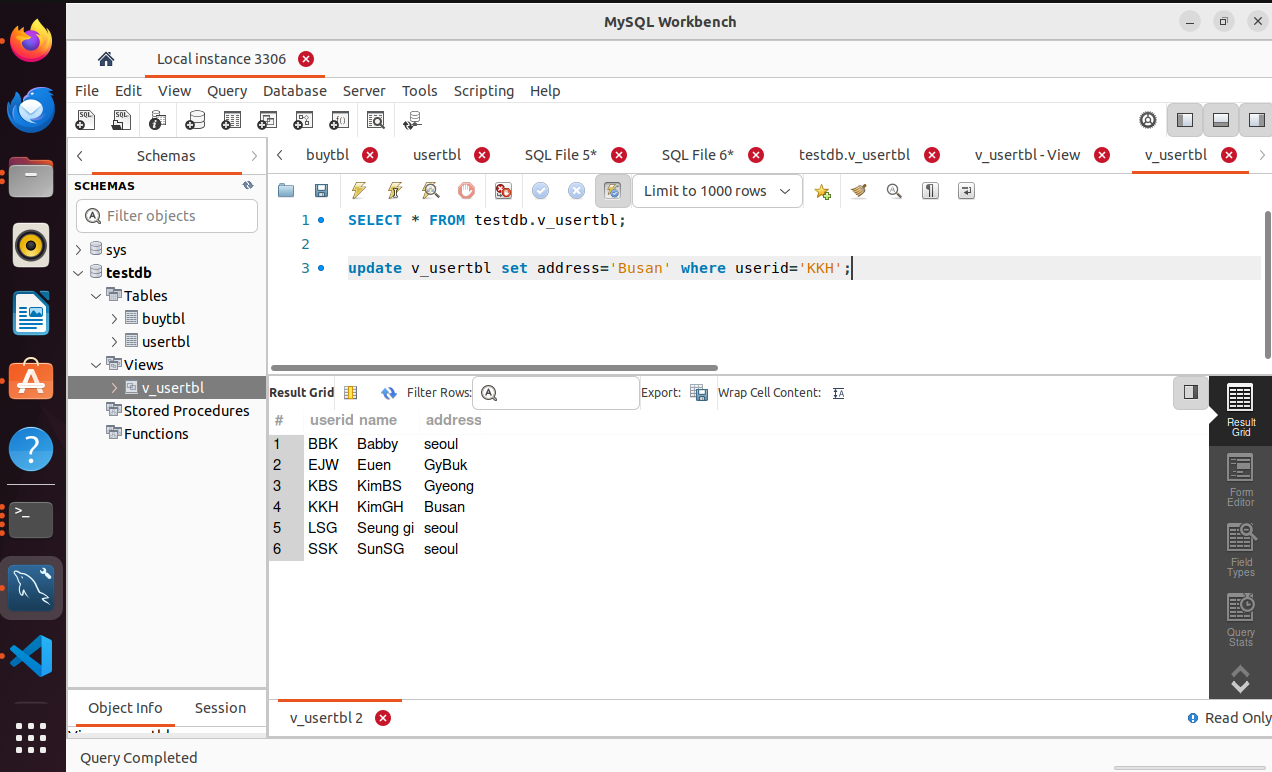 MySQL Workbench
Local instance 3306
File Edit View Query Database Server Tools Scripting Help
Schemas
buytbl usertbl SQL File 5* SQL File 6* testdb.v_usertbl v_usertbl - View v_usertbl
SCHEMAS
Filter objects
Limit to 1000 rows
sys
testdb
Tables
buytbl
usertbl
Views
v_usertbl
Stored Procedures
Functions
1 SELECT * FROM testdb.v_usertbl;
2
3 update v_usertbl set address='Busan' where userid='KKH';
Result Grid Filter Rows: Export: Wrap Cell Content:
# userid name address
1 BBK Babby seoul
2 EJW Euen GyBuk
3 KBS KimBS Gyeong
4 KKH KimGH Busan
5 LSG Seung gi seoul
6 SSK SunSG seoul
Result
Grid
Form
Editor
Field
Types
Query
Stats
Object Info Session
v_usertbl 2
Read Only
Query Completed